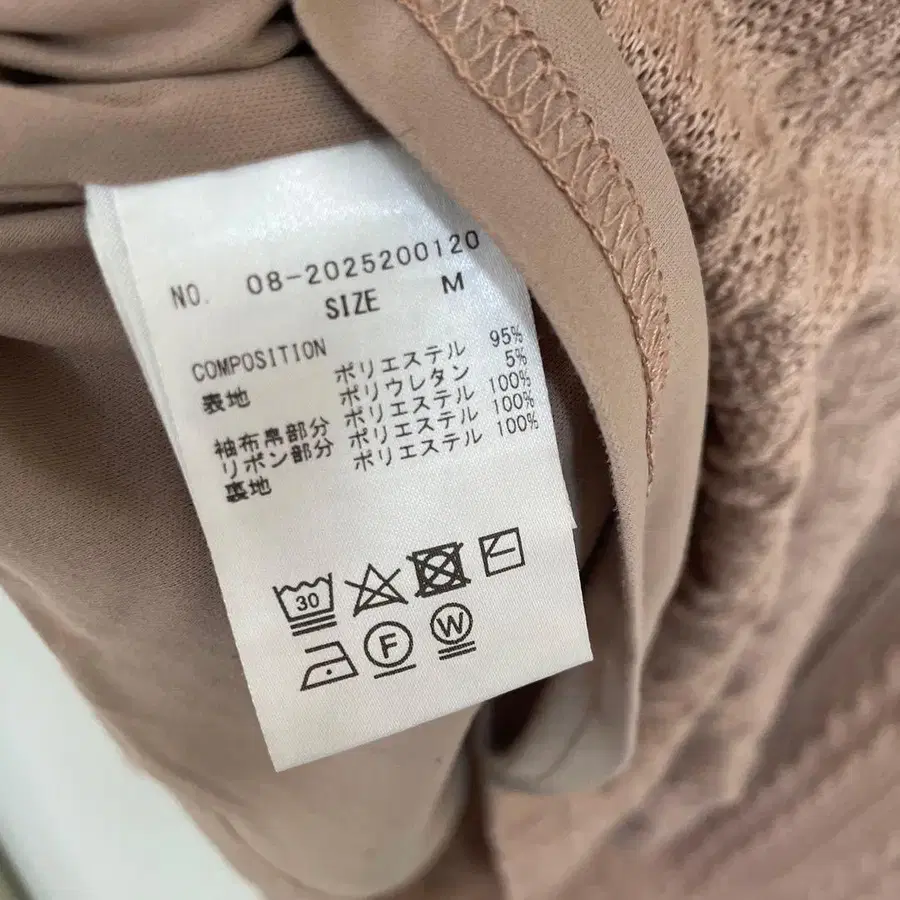 NO. 08-2025200120
SIZE M
COMPOSITION
表地 ポリエステル 95%
ポリウレタン 5%
袖布帛部分 ポリエステル 100%
リボン部分 ポリエステル 100%
裏地 ポリエステル 100%
30
F W